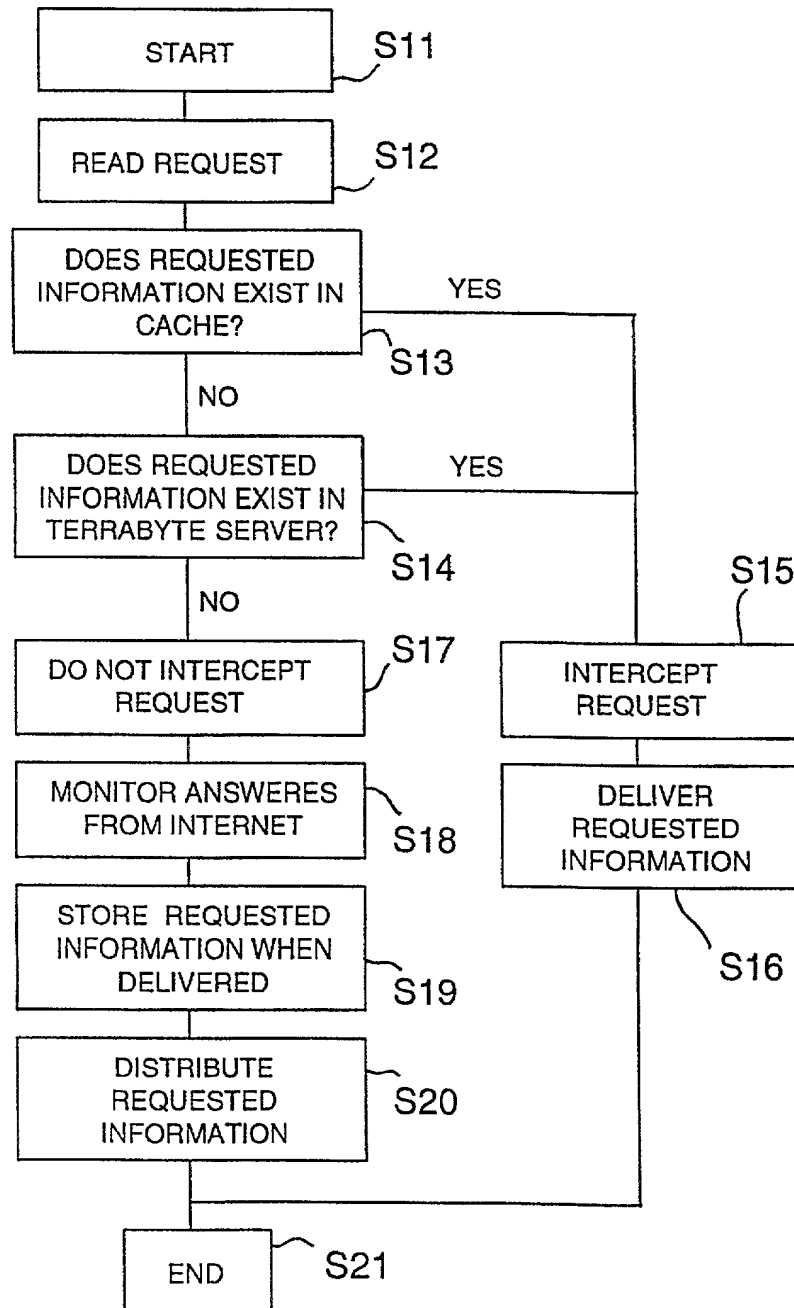 START
S11
READ REQUEST
S12
DOES REQUESTED
INFORMATION EXIST IN
CACHE?
YES
S13
NO
DOES REQUESTED
INFORMATION EXIST IN
TERRABYTE SERVER?
YES
S14
NO
S15
DO NOT INTERCEPT
REQUEST
S17
INTERCEPT
REQUEST
MONITOR ANSWERES
FROM INTERNET
S18
DELIVER
REQUESTED
INFORMATION
S16
STORE REQUESTED
INFORMATION WHEN
DELIVERED
S19
DISTRIBUTE
REQUESTED
INFORMATION
S20
END
S21